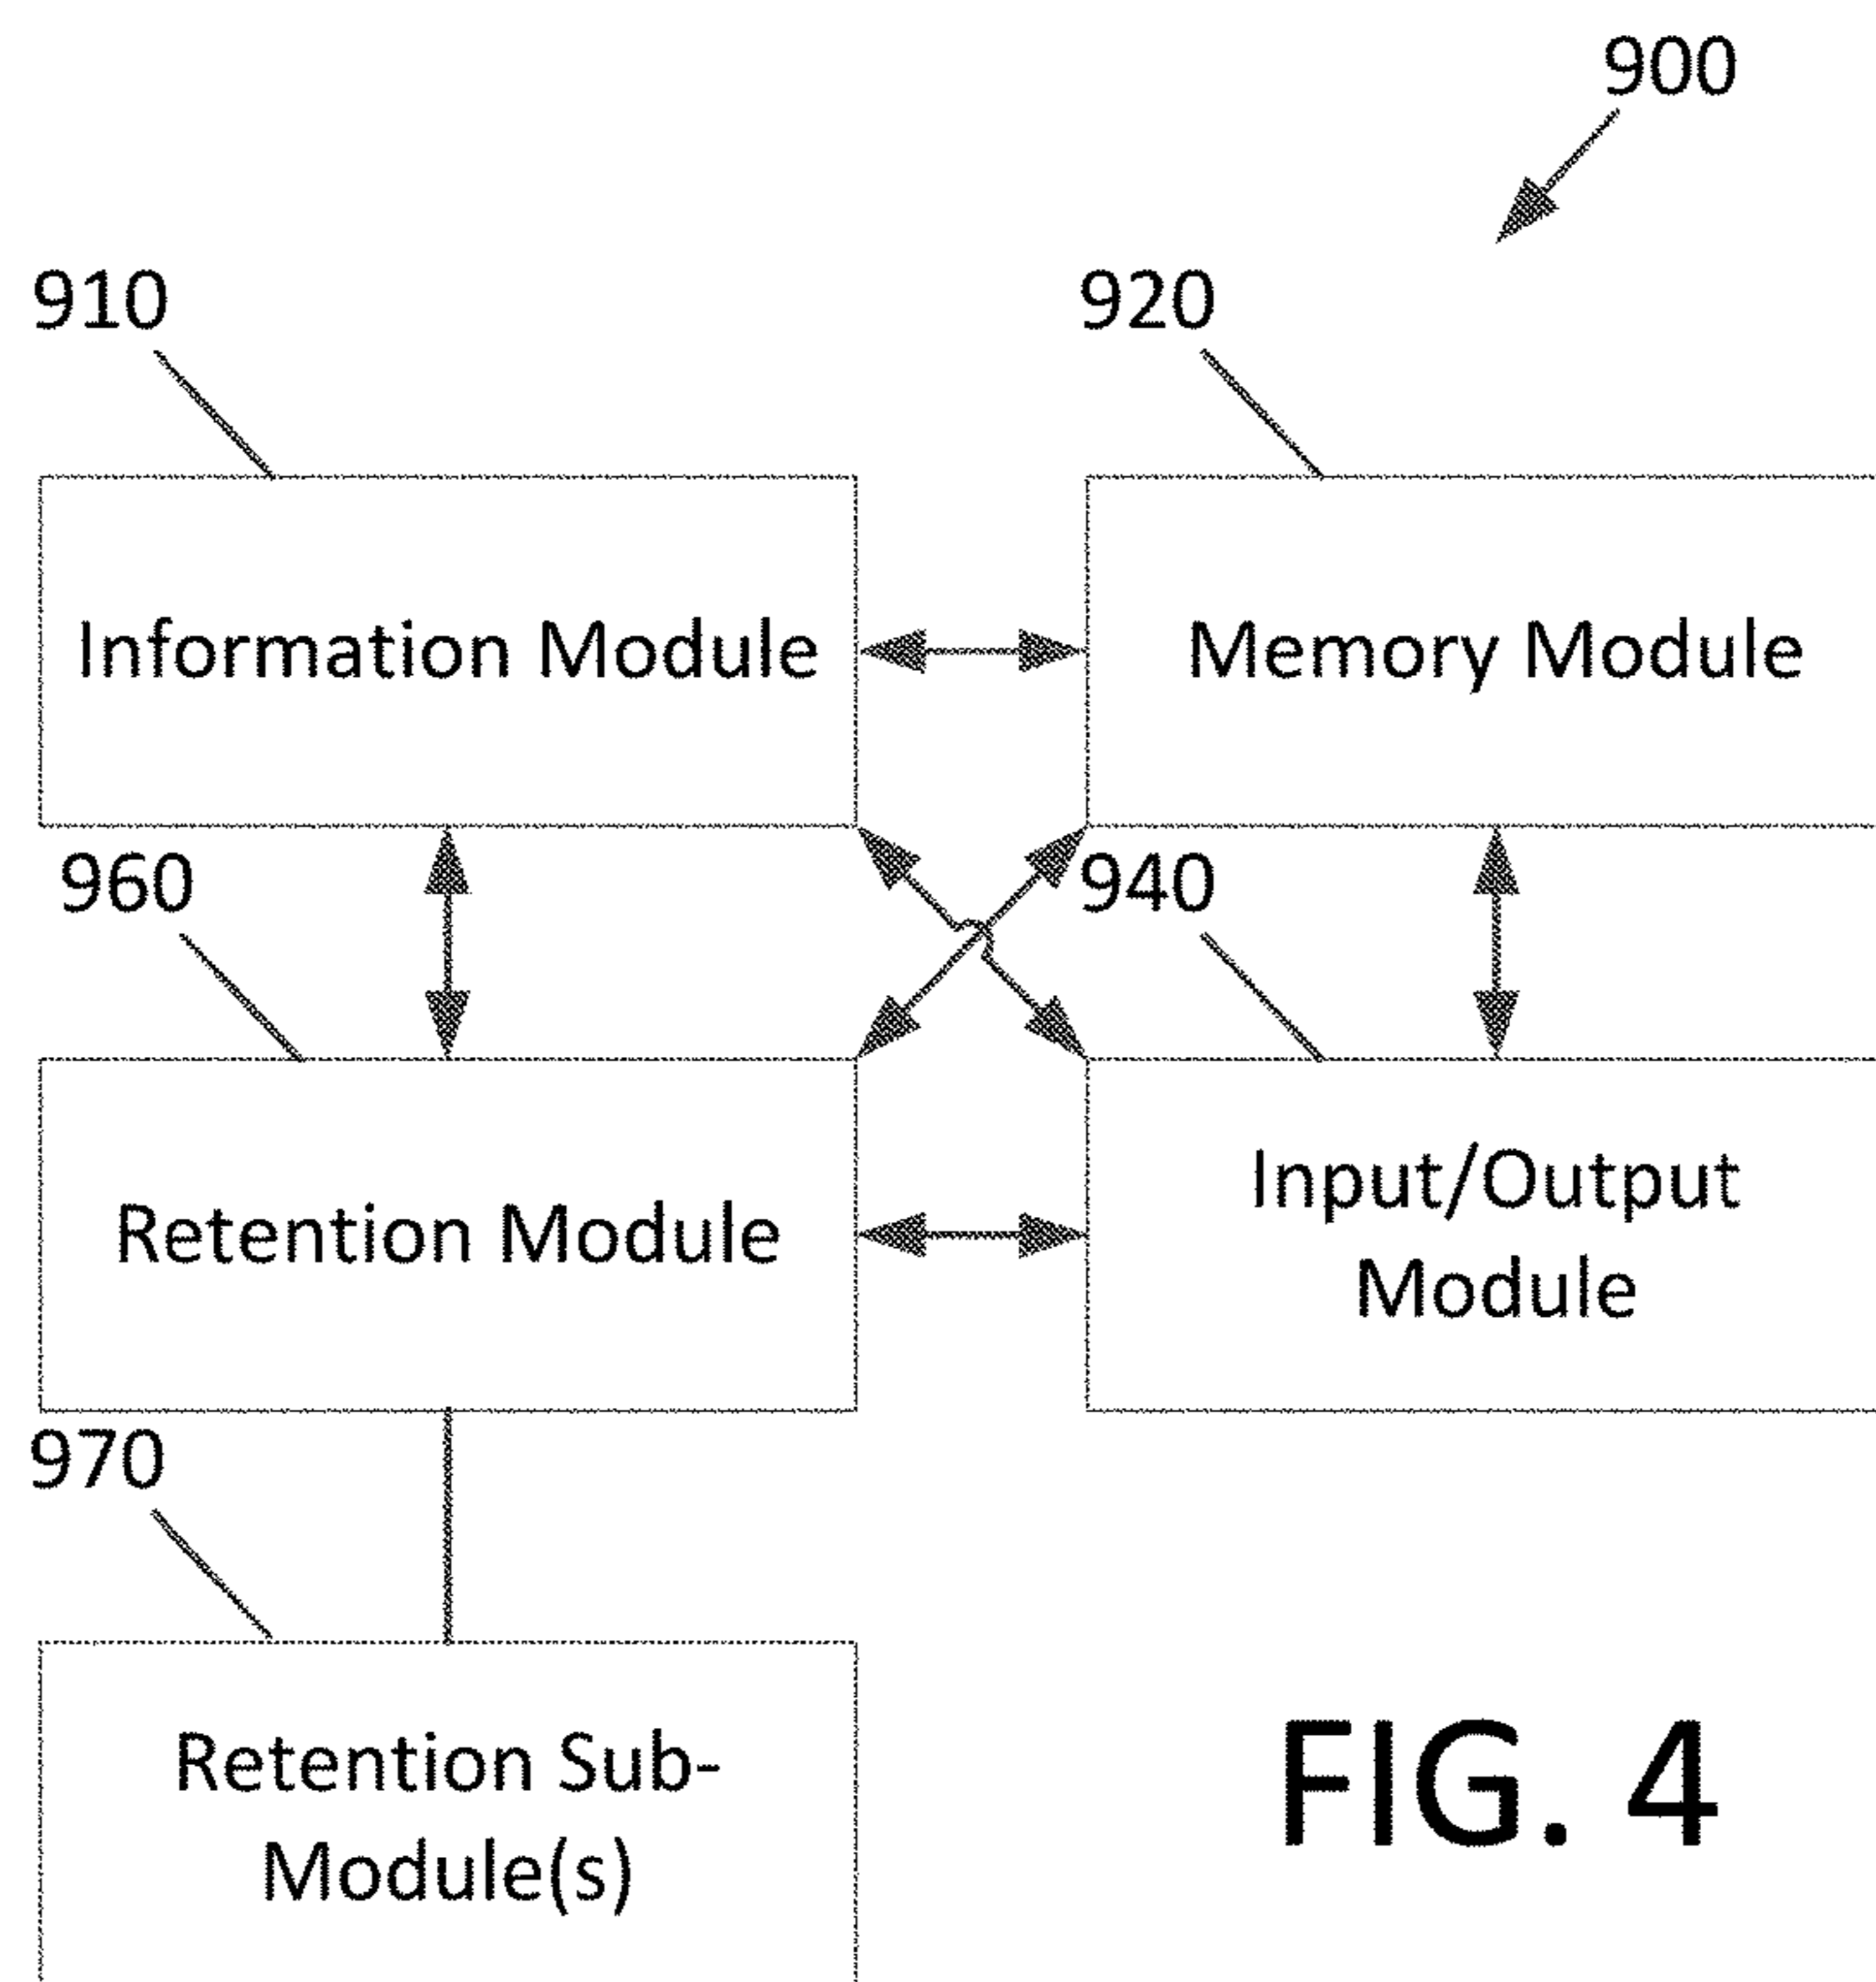 900
910
920
Information Module
Memory Module
960
940
Retention Module
Input/Output
Module
970
Retention Sub-
Module(s)
FIG. 4